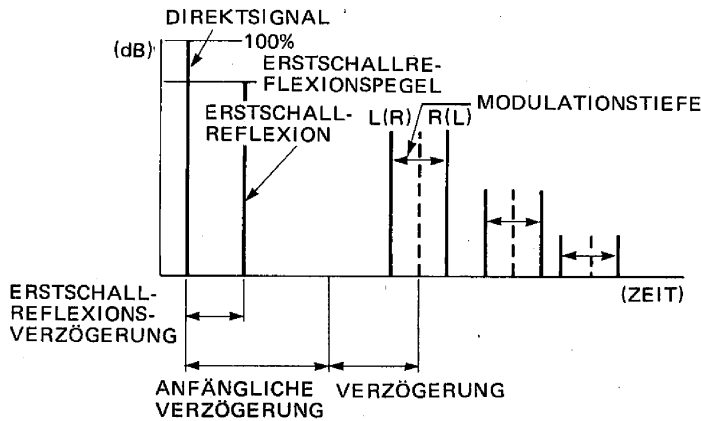 DIREKTSIGNAL
(dB)
100%
ERSTSCHALLRE-
FLEXIONSPEGEL
ERSTSCHALL-
REFLEXION
L(R)
R(L)
MODULATIONSTIEFE
(ZEIT)
ERSTSCHALL-
REFLEXIONS-
VERZÖGERUNG
ANFÄNGLICHE
VERZÖGERUNG
VERZÖGERUNG